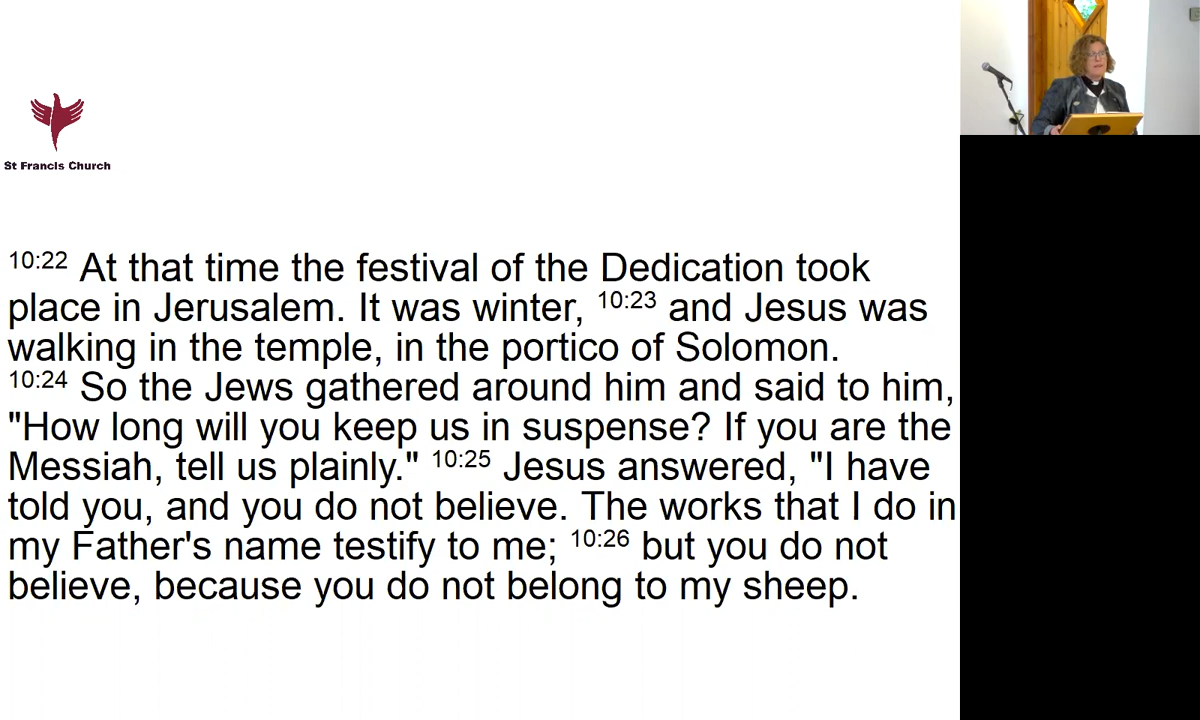 St Francis Church
10:22 At that time the festival of the Dedication took
place in Jerusalem. It was winter, 10:23 and Jesus was
walking in the temple, in the portico of Solomon.
10:24 So the Jews gathered around him and said to him,
"How long will you keep us in suspense? If you are the
Messiah, tell us plainly." 10:25 Jesus answered, "I have
told you, and you do not believe. The works that I do in
my Father's name testify to me; 10:26 but you do not
believe, because you do not belong to my sheep.